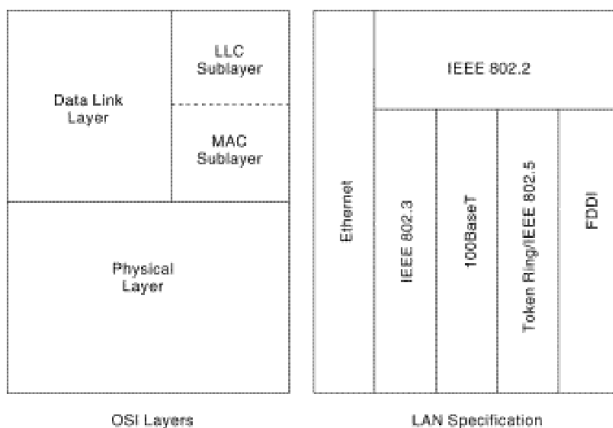 Data Link
Layer
LLC
Sublayer
MAC
Sublayer
Physical
Layer
OSI Layers
Ethernet
IEEE 802.2
IEEE 802.3
100BaseT
Token Ring/IEEE 802.5
FDDI
LAN Specification